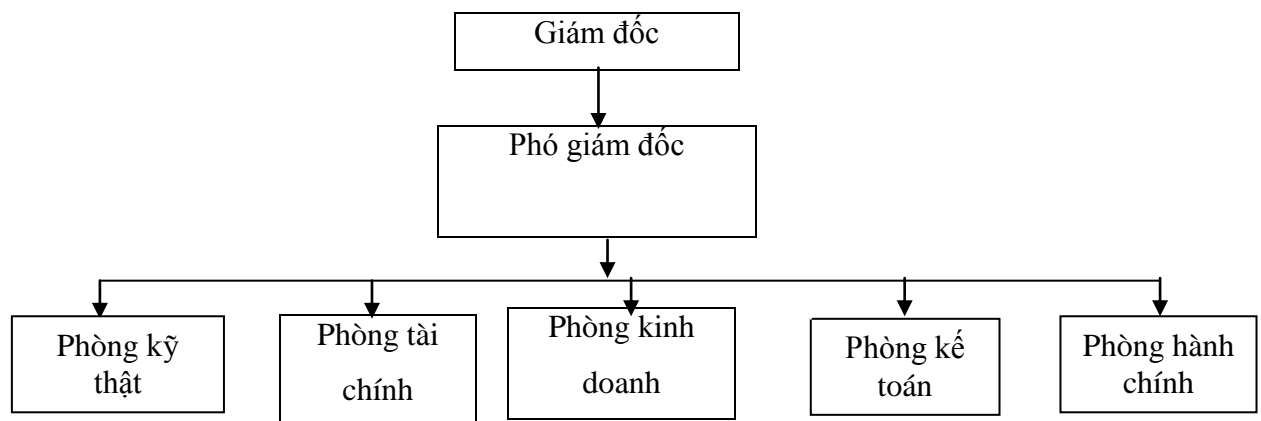 Giám đốc
Phó giám đốc
Phòng kỹ
thật
Phòng tài
chính
Phòng kinh
doanh
Phòng kế
toán
Phòng hành
chính